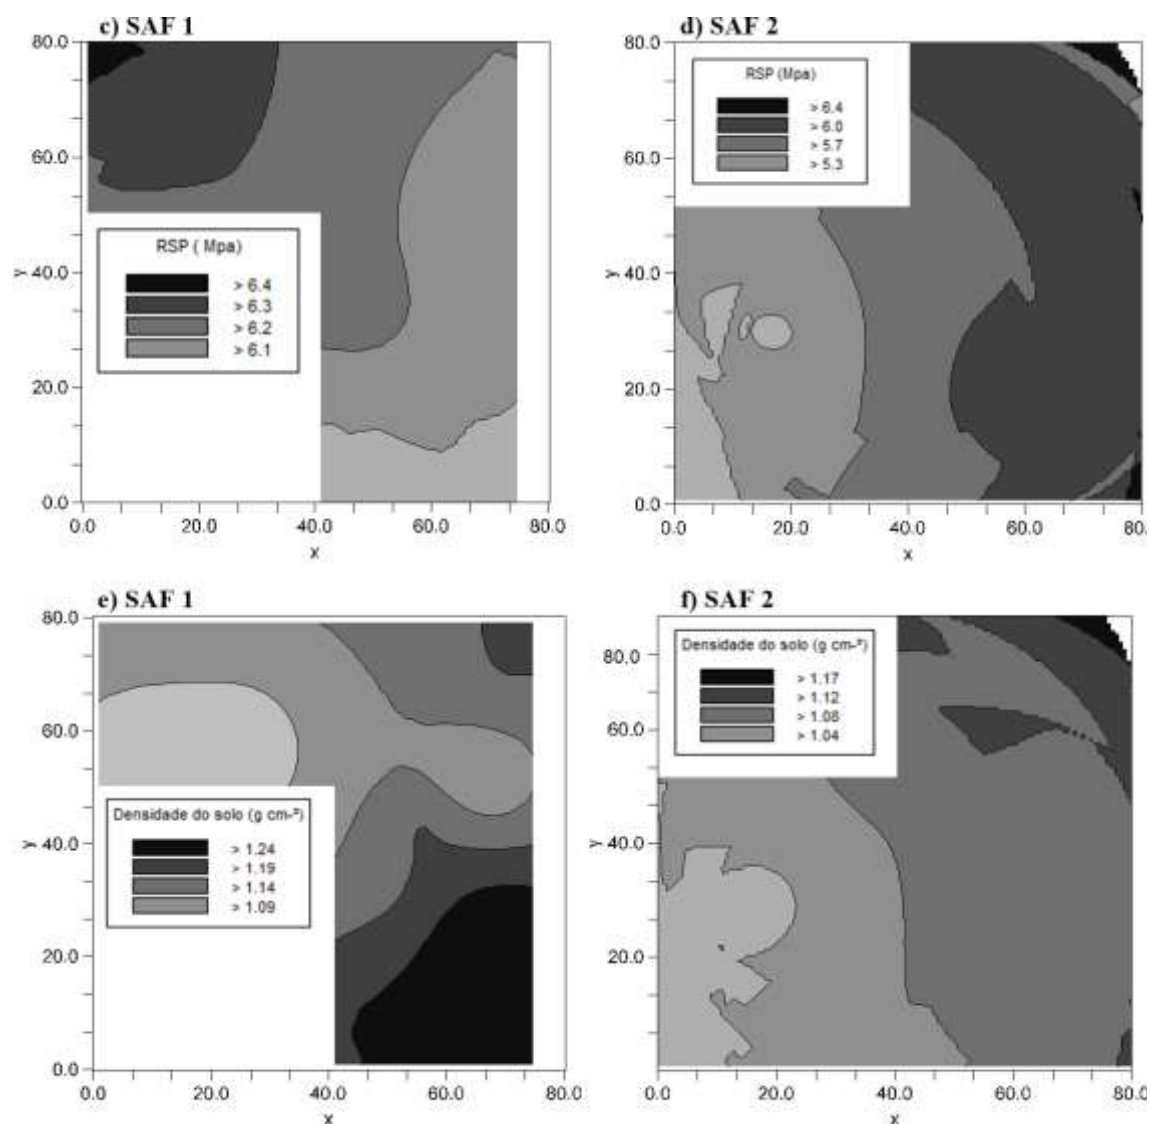 c) SAF 1
80.0
60.0
40.0
20.0
0.0
y
RSP ( Mpa)
> 6.4
> 6.3
> 6.2
> 6.1
0.0 20.0 40.0 60.0 80.0
x
d) SAF 2
80.0
60.0
40.0
20.0
0.0
y
RSP (Mpa)
> 6.4
> 6.0
> 5.7
> 5.3
0.0 20.0 40.0 60.0 80.
x
e) SAF 1
80.0
60.0
40.0
20.0
0.0
y
Densidade do solo (g cm-³)
> 1.24
> 1.19
> 1.14
> 1.09
0.0 20.0 40.0 60.0 80.0
x
f) SAF 2
80.0
60.0
40.0
20.0
y
Densidade do solo (g cm-³)
> 1.17
> 1.12
> 1.08
> 1.04
0.0 20.0 40.0 60.0 80.0
x